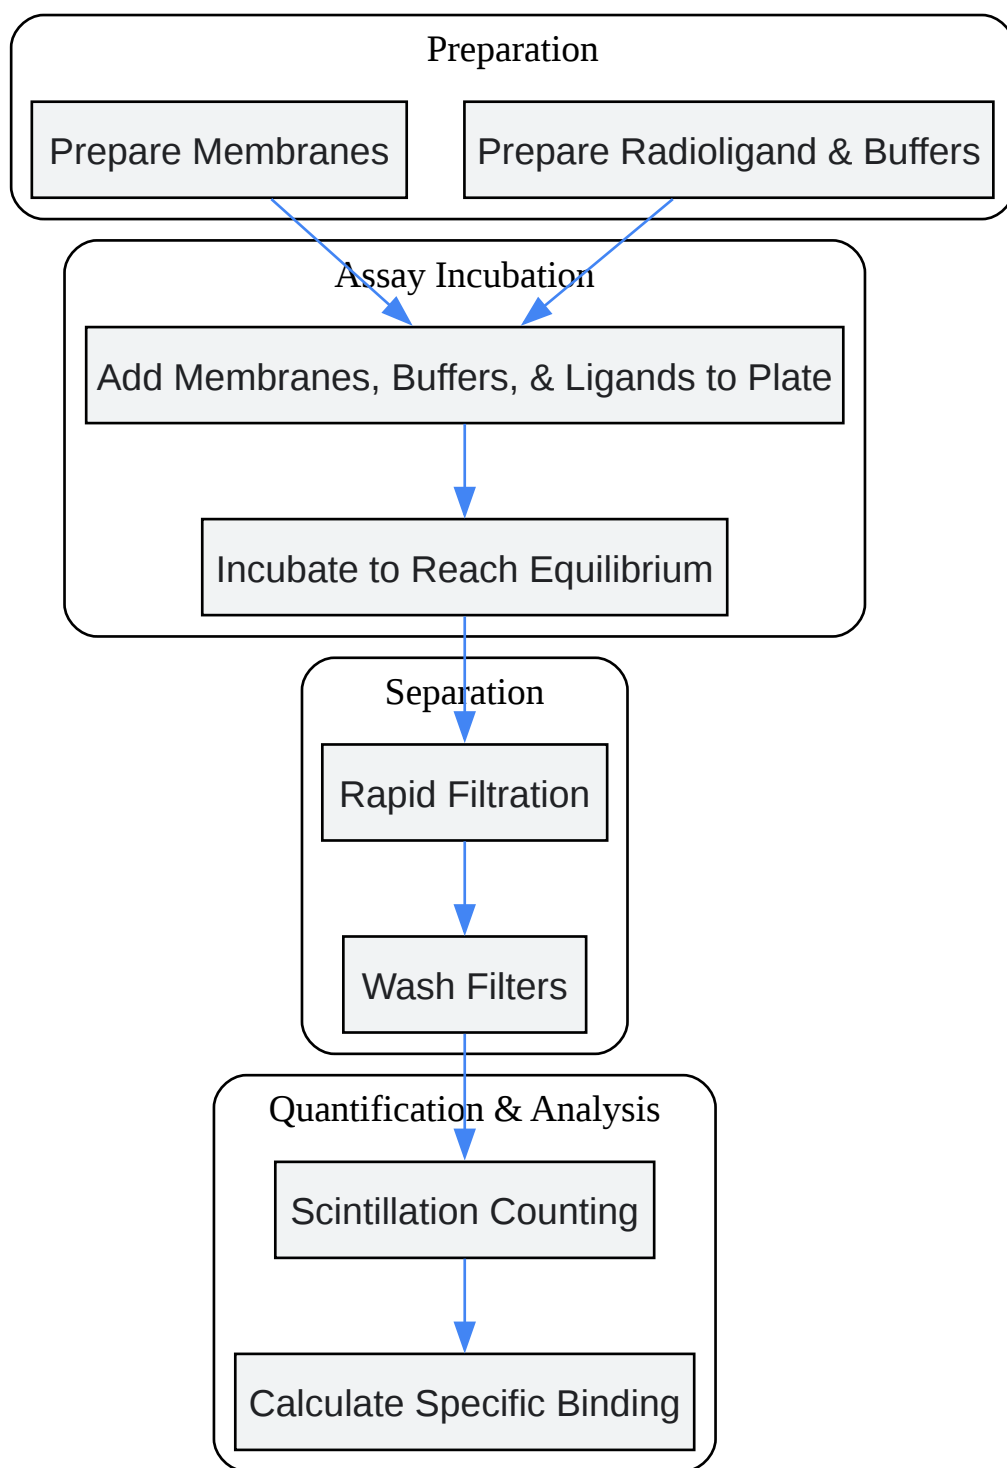 Preparation
Prepare Membranes
Prepare Radioligand & Buffers
Assay Incubation
Add Membranes, Buffers, & Ligands to Plate
Incubate to Reach Equilibrium
Separation
Rapid Filtration
Wash Filters
Quantification & Analysis
Scintillation Counting
Calculate Specific Binding